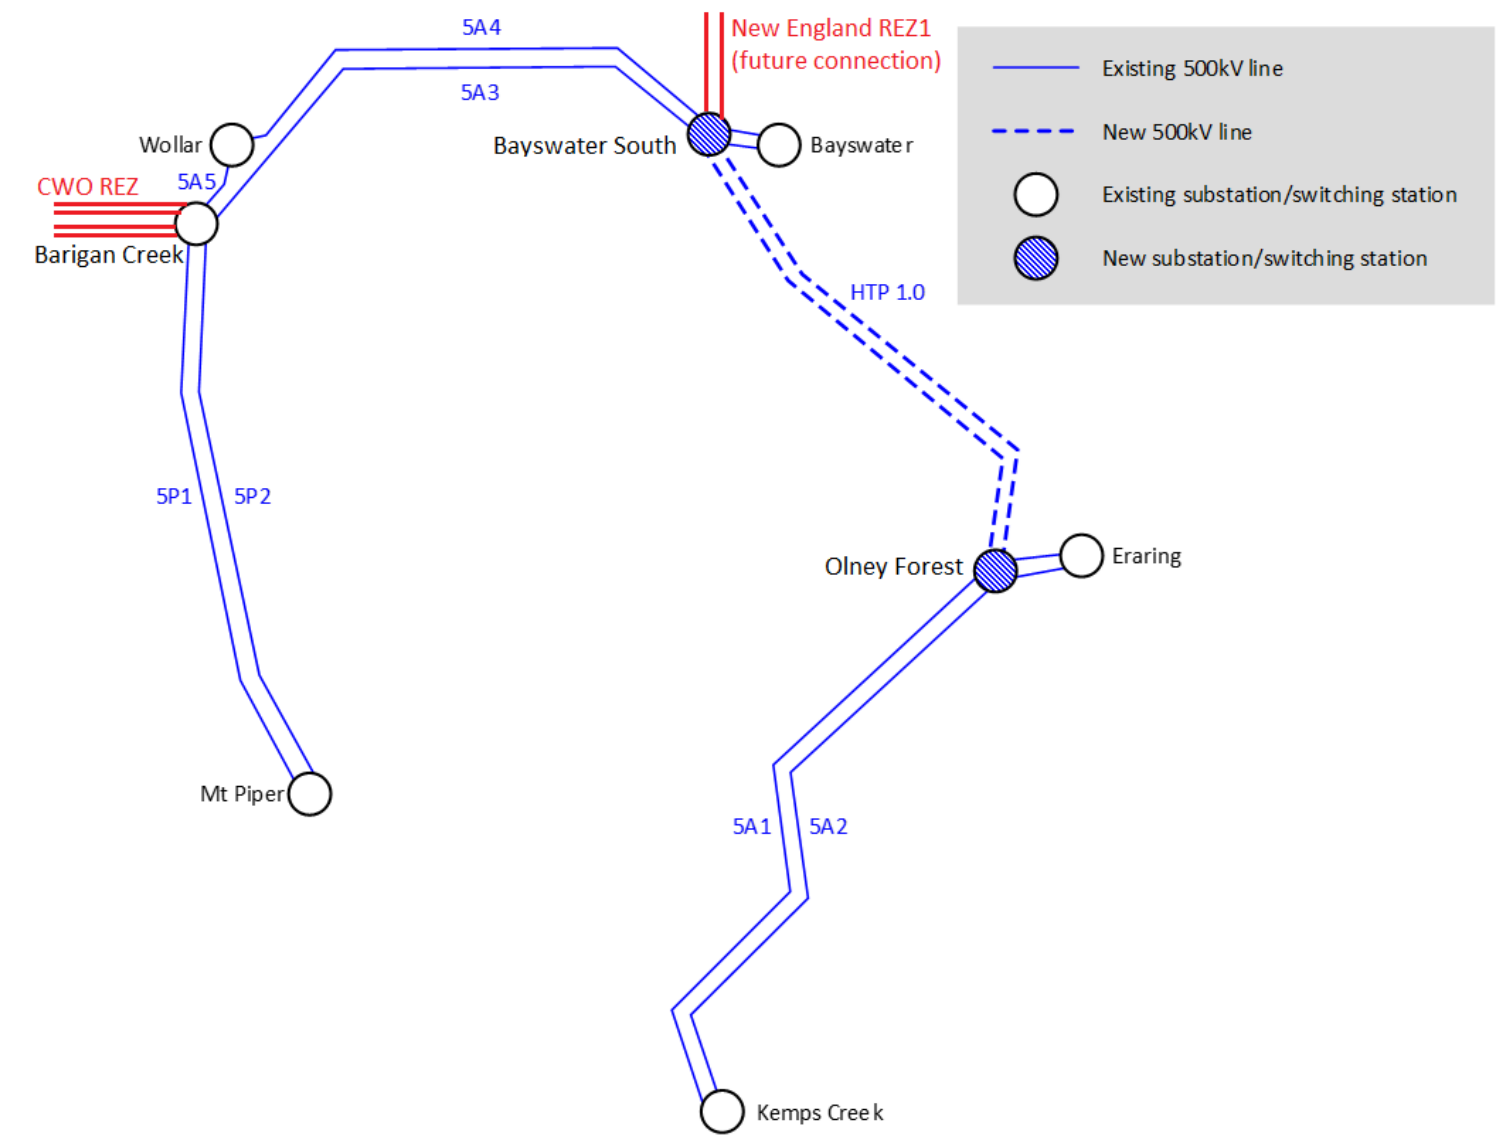 5A4
New England REZ1
(future connection)
Existing 500kV line
5A3
New 500kV line
Wollar
Bayswater South
Bayswater
CWO REZ
5A5
Existing substation/switching station
Barigan Creek
New substation/switching station
HTP 1.0
5P1
5P2
Olney Forest
Eraring
Mt Piper
5A1
5A2
Kemps Creek